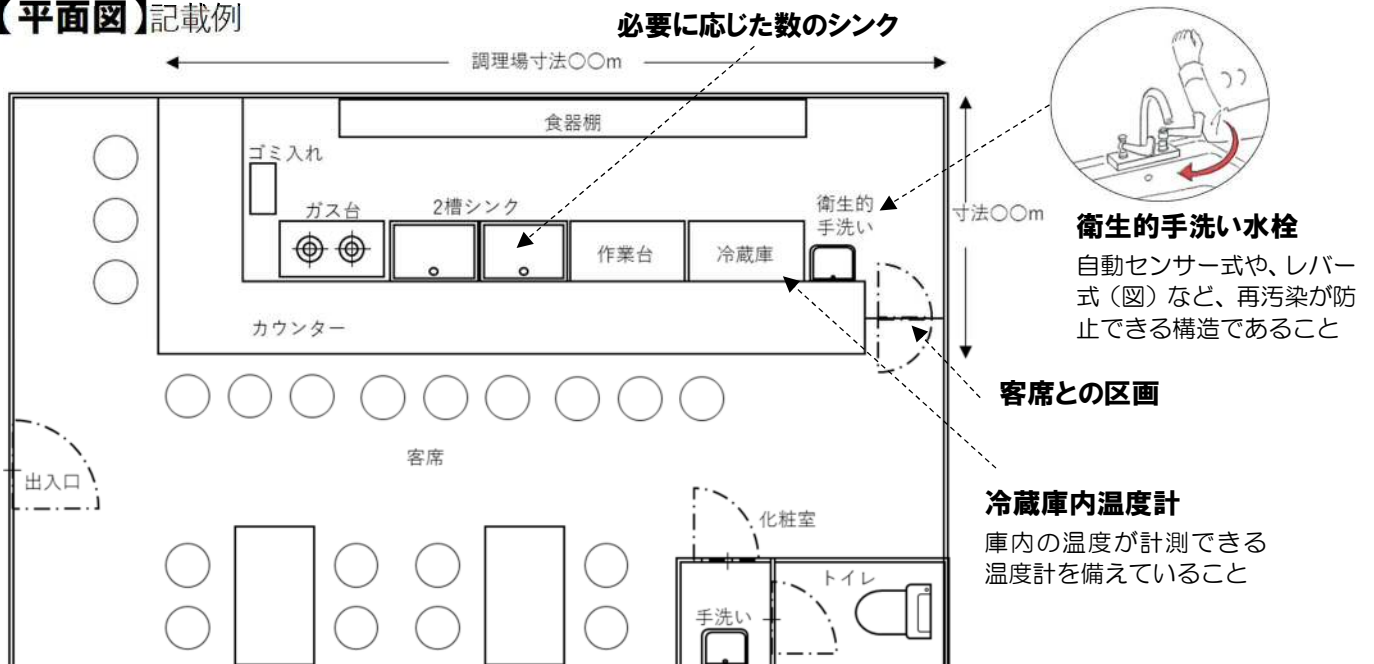 【平面図】記載例
必要に応じた数のシンク
調理場寸法○○m
食器棚
ゴミ入れ
ガス台
2槽シンク
作業台
冷蔵庫
衛生的
手洗い
寸法○○m
衛生的手洗い水栓
自動センサー式や、レバー
式（図）など、再汚染が防
止できる構造であること
カウンター
客席との区画
客席
出入口
冷蔵庫内温度計
庫内の温度が計測できる
温度計を備えていること
化粧室
トイレ
手洗い